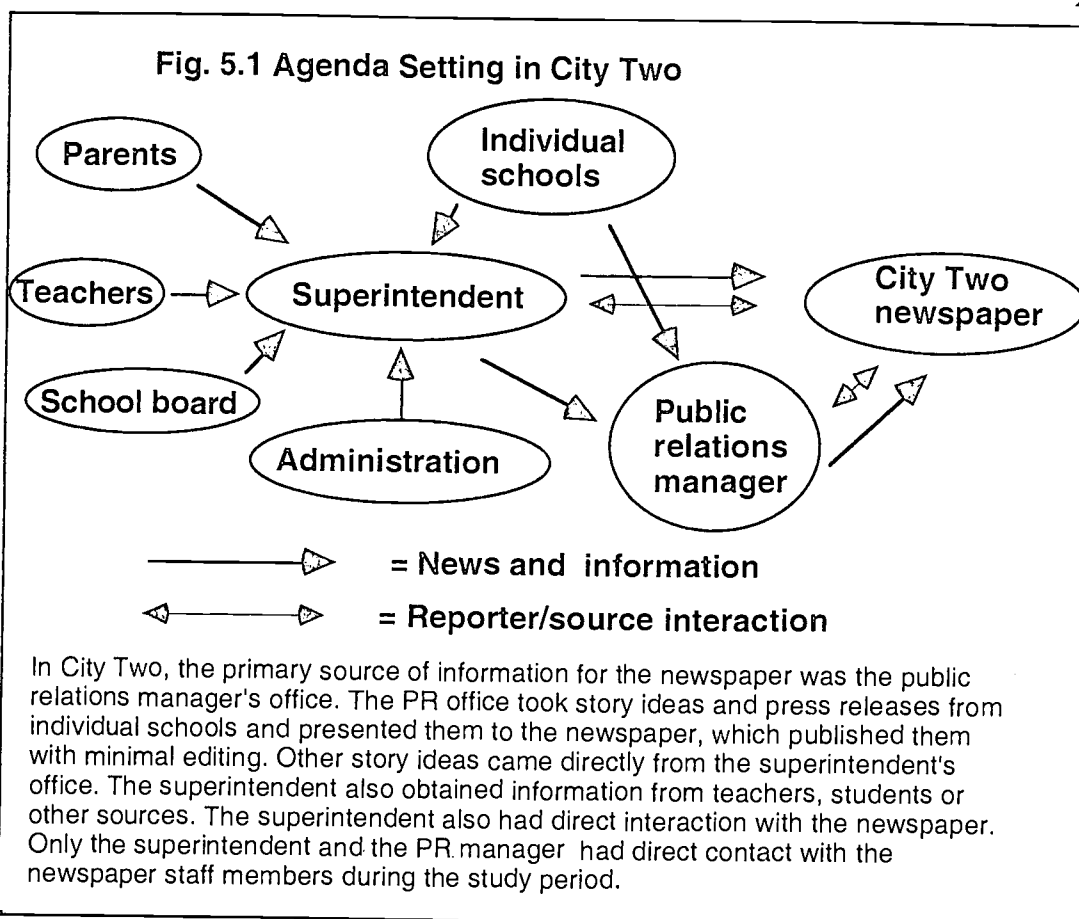 Fig. 5.1 Agenda Setting in City Two
Parents
Individual
schools
Teachers
Superintendent
City Two
newspaper
School board
Administration
Public
relations
manager
= News and information
= Reporter/source interaction
In City Two, the primary source of information for the newspaper was the public
relations manager's office. The PR office took story ideas and press releases from
individual schools and presented them to the newspaper, which published them
with minimal editing. Other story ideas came directly from the superintendent's
office. The superintendent also obtained information from teachers, students or
other sources. The superintendent also had direct interaction with the newspaper.
Only the superintendent and the PR manager had direct contact with the
newspaper staff members during the study period.